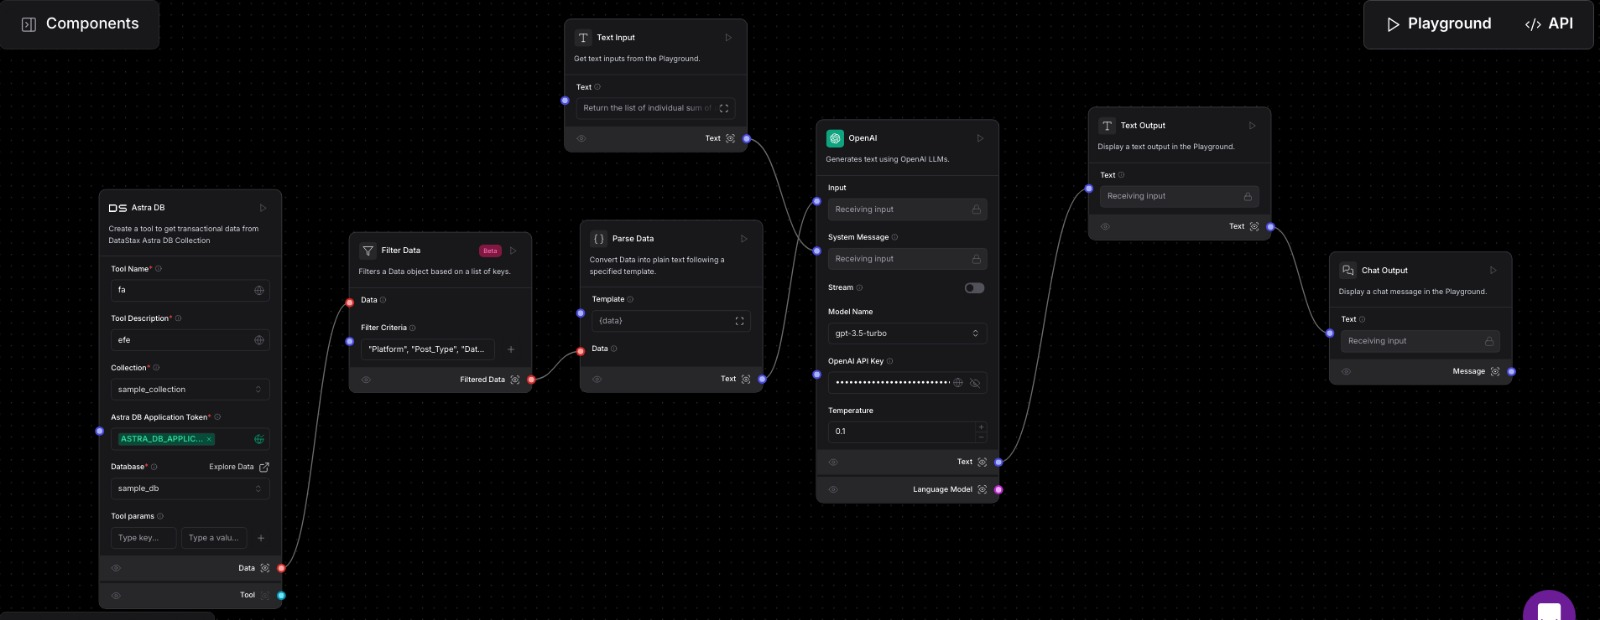 Components
Playground
API
Text Input
Get text inputs from the Playground.
Text
Return the list of individual sum of
Text
OpenAI
Generates text using OpenAI LLMs.
Input
Receiving input
System Message
Receiving input
Stream
Model Name
gpt-3.5-turbo
OpenAI API Key
Temperature
0.1
Text
Language Model
Text Output
Display a text output in the Playground.
Text
Receiving input
Text
Chat Output
Display a chat message in the Playground.
Text
Receiving input
Message
DS Astra DB
Create a tool to get transactional data from
DataStax Astra DB Collection
Tool Name*
fa
Tool Description*
efe
Collection*
sample_collection
Astra DB Application Token*
ASTRA_DB_APPLIC... ×
Database*
Explore Data
sample_db
Tool params
Type key...
Type a valu...
Data
Tool
Filter Data
Beta
Filters a Data object based on a list of keys.
Data
Filter Criteria
"Platform", "Post_Type", "Dat...
Filtered Data
Parse Data
Convert Data into plain text following a
specified template.
Template
{data}
Data
Text